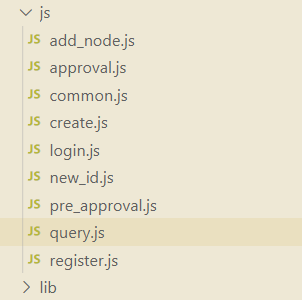 js
JS add_node.js
JS approval.js
JS common.js
JS create.js
JS login.js
JS new_id.js
JS pre_approval.js
JS query.js
JS register.js
lib